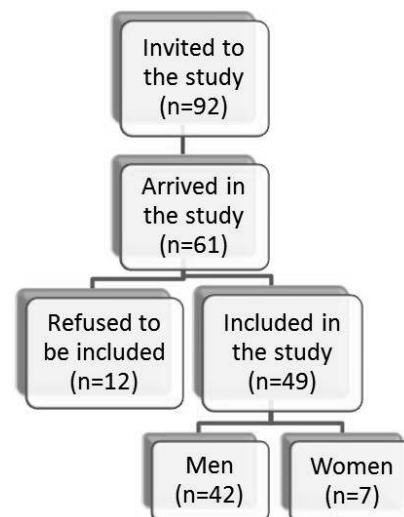 Invited to
the study
(n=92)
Arrived in
the study
(n=61)
Refused to
be included
(n=12)
Included in
the study
(n=49)
Men
(n=42)
Women
(n=7)